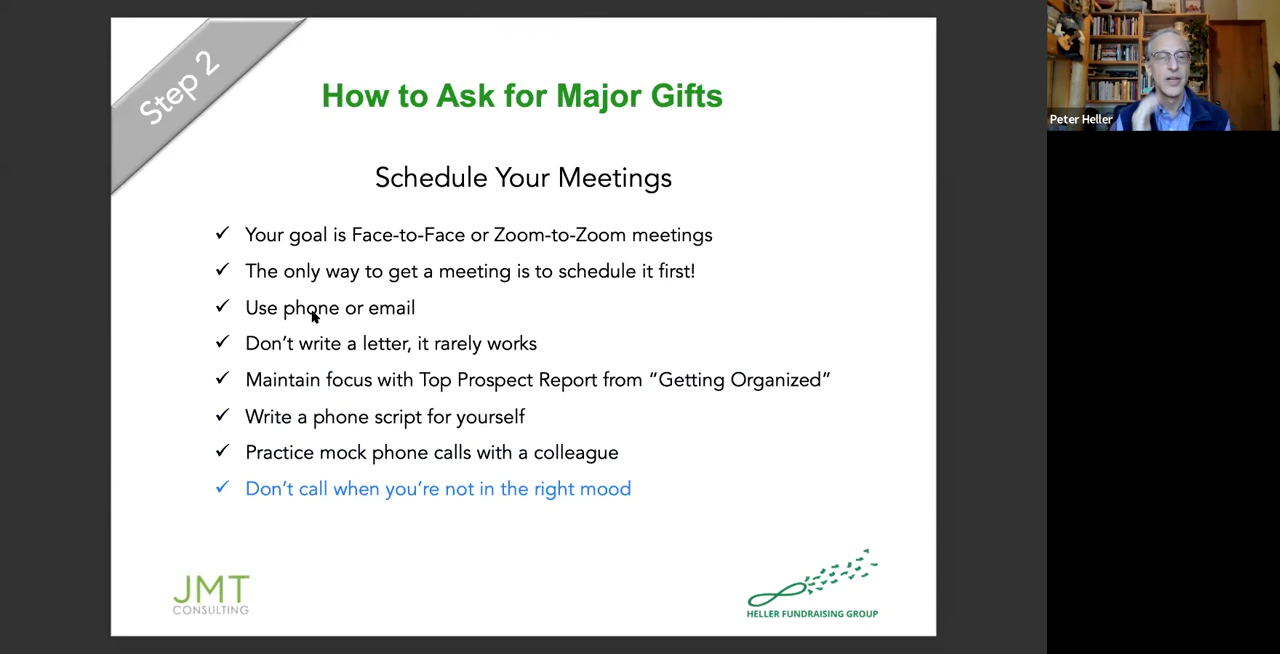 Step 2
How to Ask for Major Gifts
Schedule Your Meetings
✓ Your goal is Face-to-Face or Zoom-to-Zoom meetings
✓ The only way to get a meeting is to schedule it first!
✓ Use phone or email
✓ Don’t write a letter, it rarely works
✓ Maintain focus with Top Prospect Report from “Getting Organized”
✓ Write a phone script for yourself
✓ Practice mock phone calls with a colleague
✓ Don’t call when you’re not in the right mood
JMT
CONSULTING
HELLER FUNDRAISING GROUP
Peter Heller